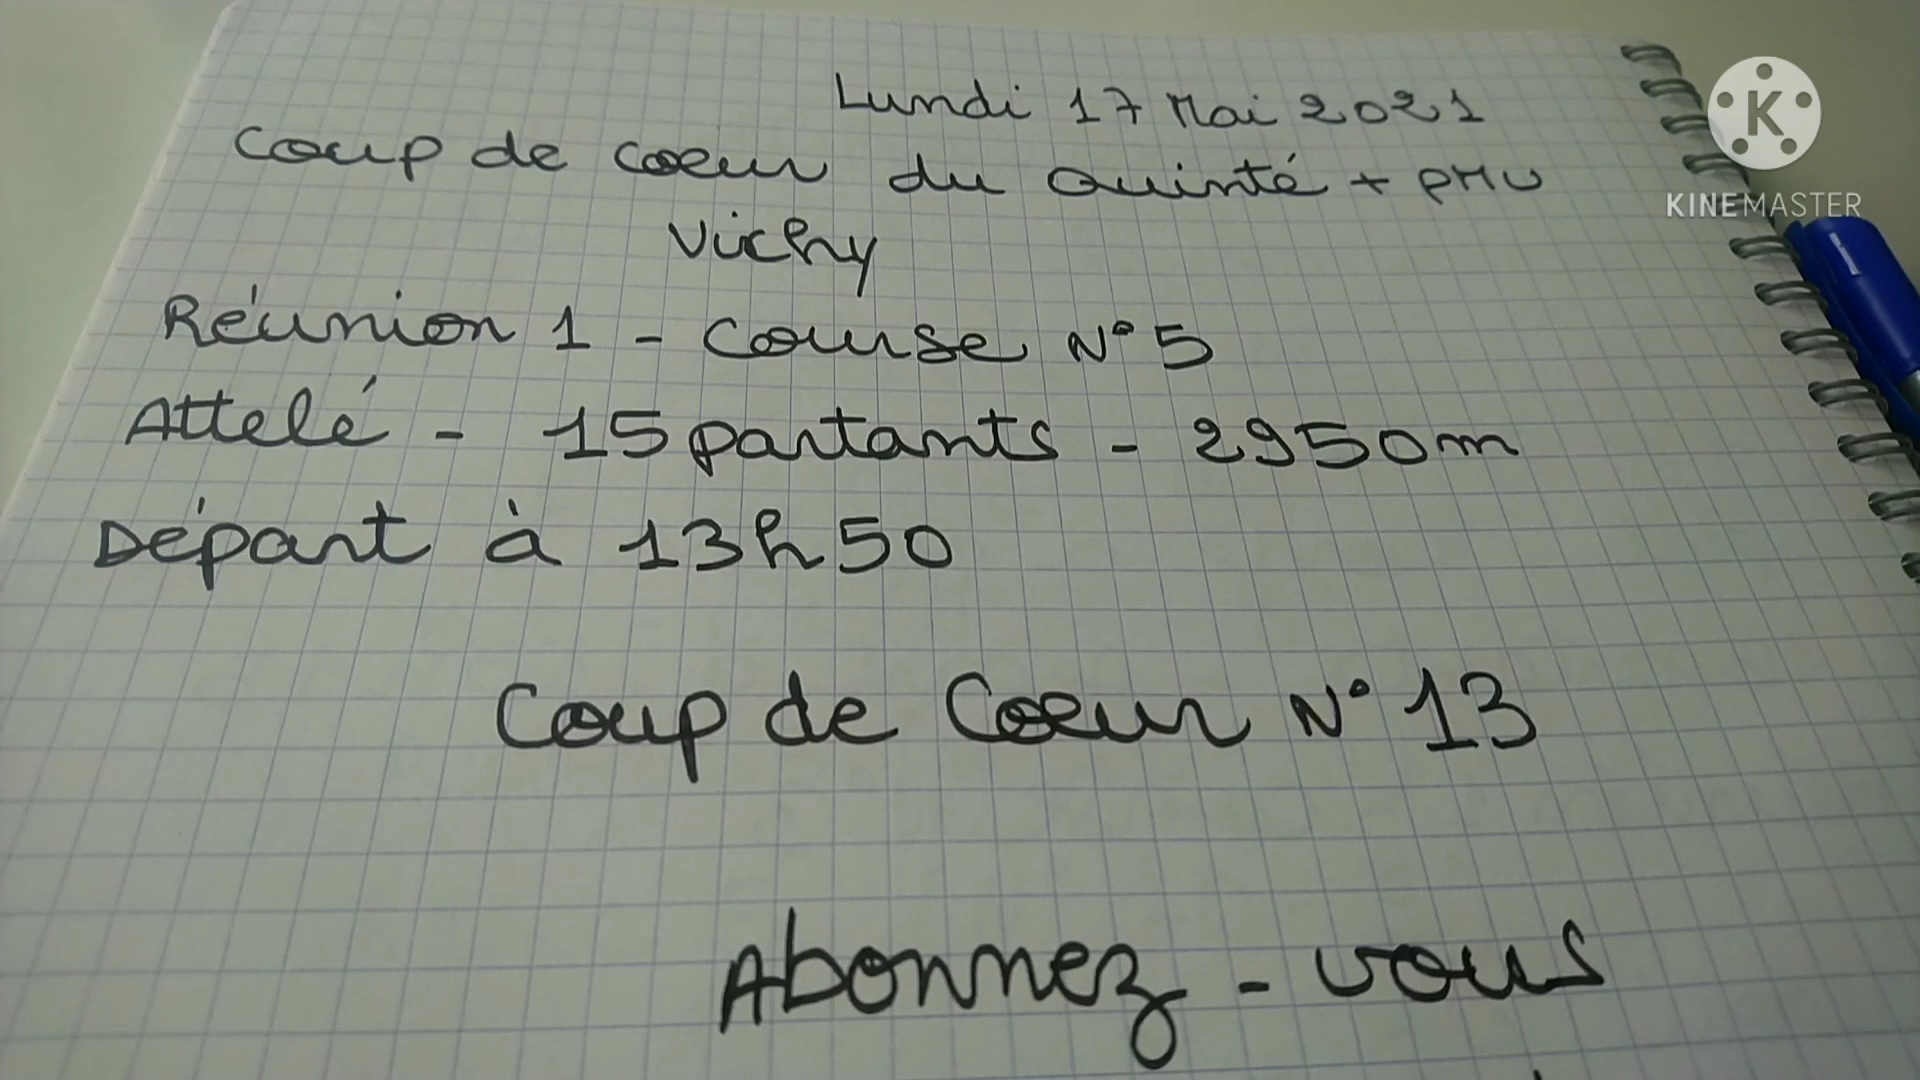 Lundi 17 Mai 2021
Coup de coeur du Quinté + PMU
Vichy
Réunion 1 - Course N° 5
Attelé - 15 partants - 2950m
Départ à 13h50
Coup de Coeur N° 13
Abonnez-vous
K
KINEMASTER